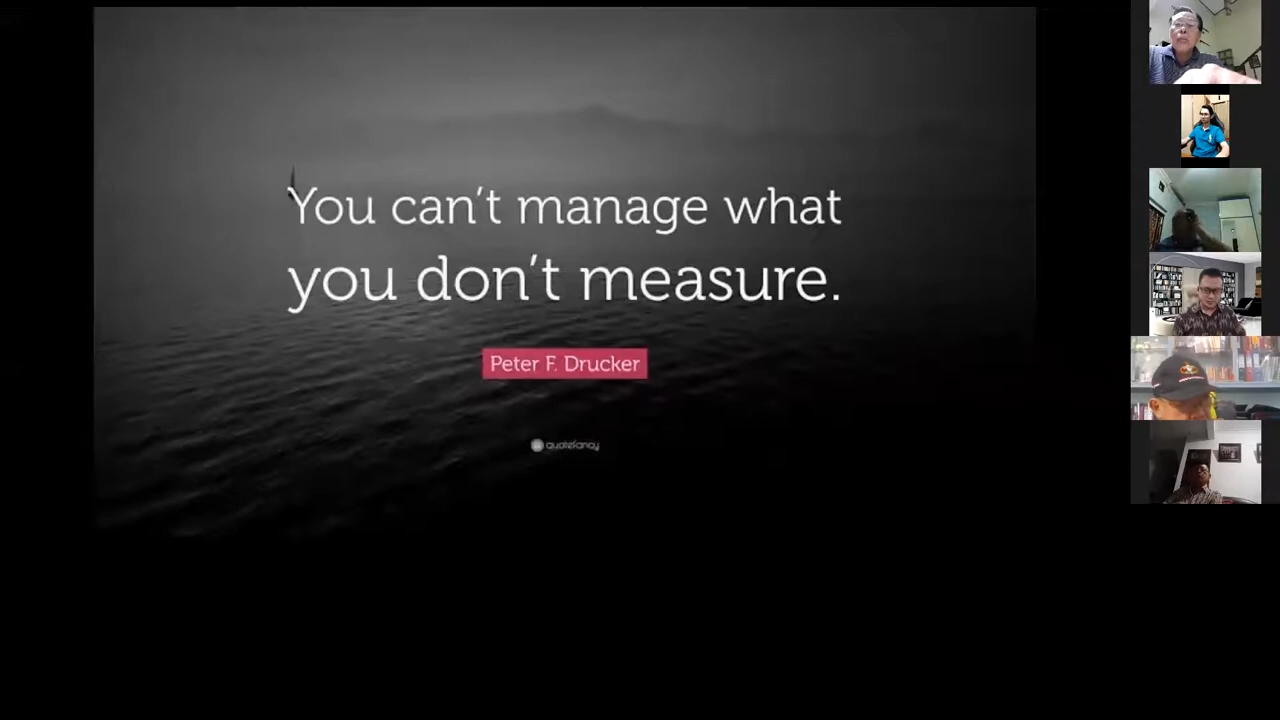 You can't manage what
you don't measure.
Peter F. Drucker
quotefancy